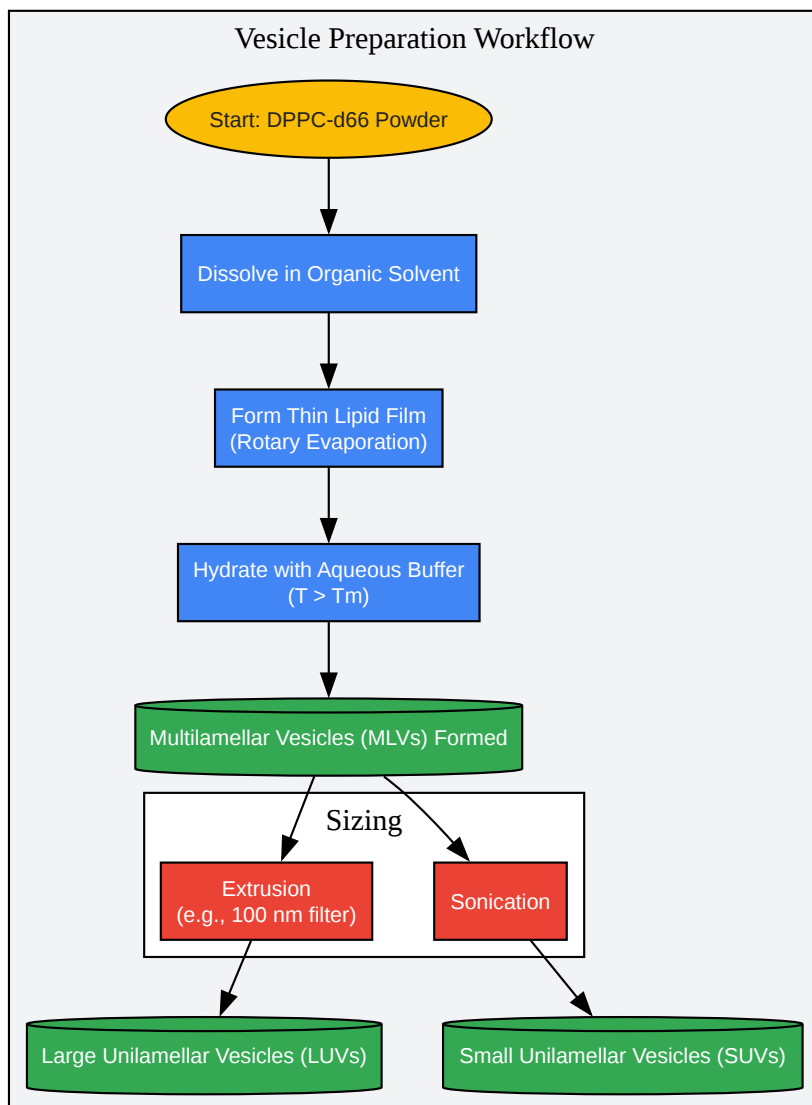 Vesicle Preparation Workflow
Start: DPPC-d66 Powder
Dissolve in Organic Solvent
Form Thin Lipid Film
(Rotary Evaporation)
Hydrate with Aqueous Buffer
(T > Tm)
Multilamellar Vesicles (MLVs) Formed
Sizing
Extrusion
(e.g., 100 nm filter)
Sonication
Large Unilamellar Vesicles (LUVs)
Small Unilamellar Vesicles (SUVs)